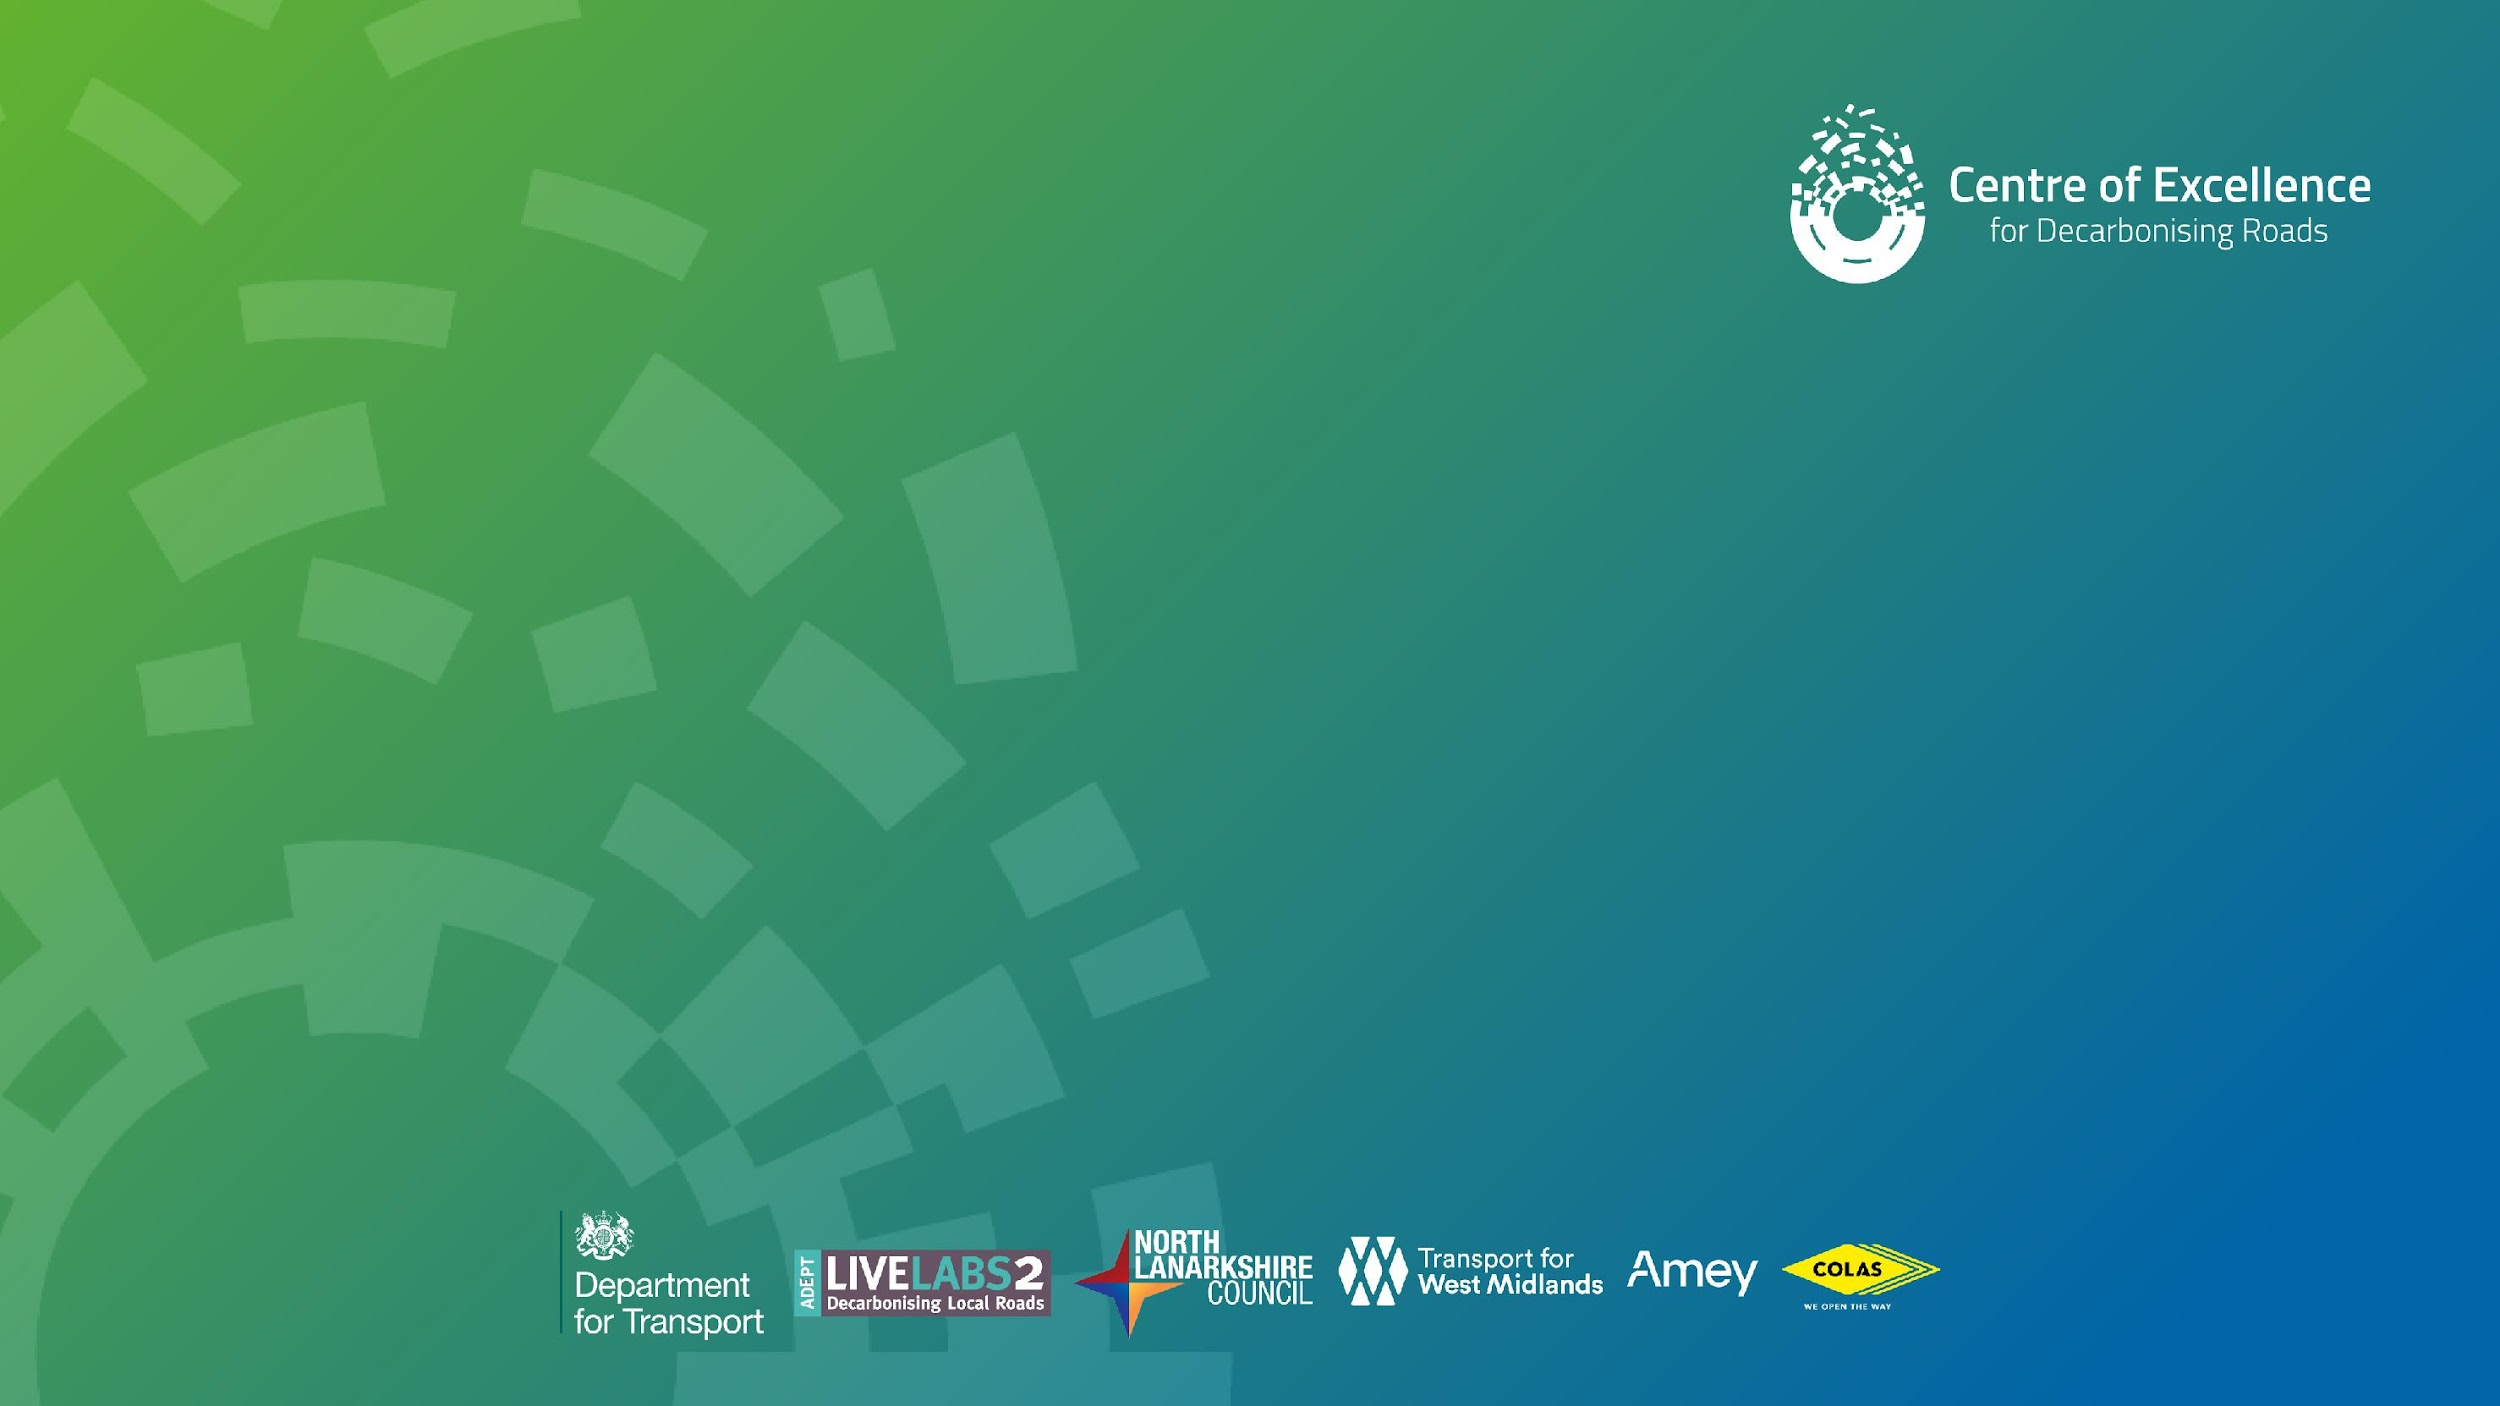 Centre of Excellence
for Decarbonising Roads
Department
for Transport
ADEPT
LIVELABS2
Decarbonising Local Roads
NORTH
LANARKSHIRE
COUNCIL
Transport for
West Midlands
Amey
COLAS
WE OPEN THE WAY